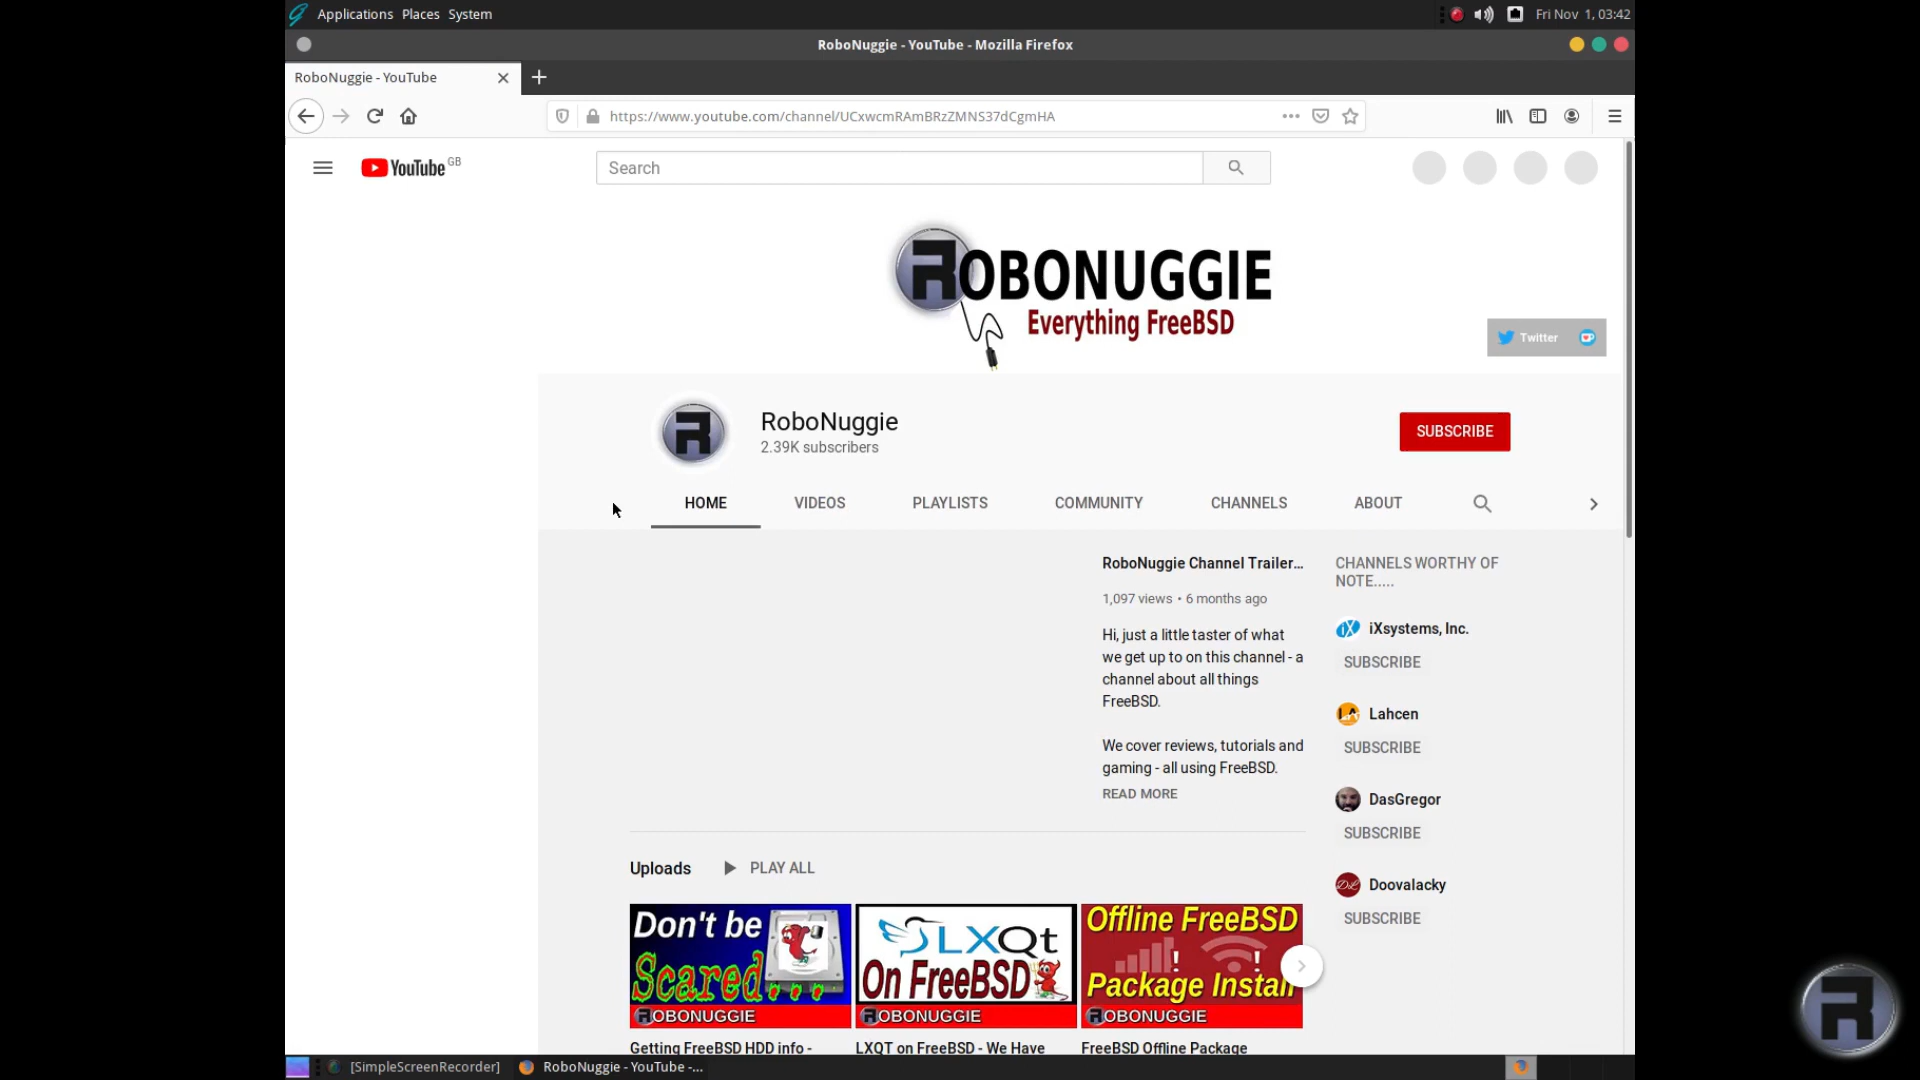 Applications Places System
Fri Nov 1, 03:42
RoboNuggie - YouTube - Mozilla Firefox
RoboNuggie - YouTube
https://www.youtube.com/channel/UCxwcmRAmBRzZMNS37dCgmHA
YouTube GB
Search
ROBONUGGIE
Everything FreeBSD
Twitter
RoboNuggie
2.39K subscribers
SUBSCRIBE
HOME VIDEOS PLAYLISTS COMMUNITY CHANNELS ABOUT
RoboNuggie Channel Trailer...
1,097 views • 6 months ago
Hi, just a little taster of what
we get up to on this channel - a
channel about all things
FreeBSD.
We cover reviews, tutorials and
gaming - all using FreeBSD.
READ MORE
CHANNELS WORTHY OF
NOTE.....
iXsystems, Inc.
SUBSCRIBE
Lahcen
SUBSCRIBE
DasGregor
SUBSCRIBE
Doovalacky
SUBSCRIBE
Uploads PLAY ALL
Don't be
Scared...
ROBONUGGIE
LXQt
On FreeBSD
ROBONUGGIE
Offline FreeBSD
Package Install
ROBONUGGIE
Getting FreeBSD HDD info -
LXQT on FreeBSD - We Have
FreeBSD Offline Package
[SimpleScreenRecorder]
RoboNuggie - YouTube -...
R